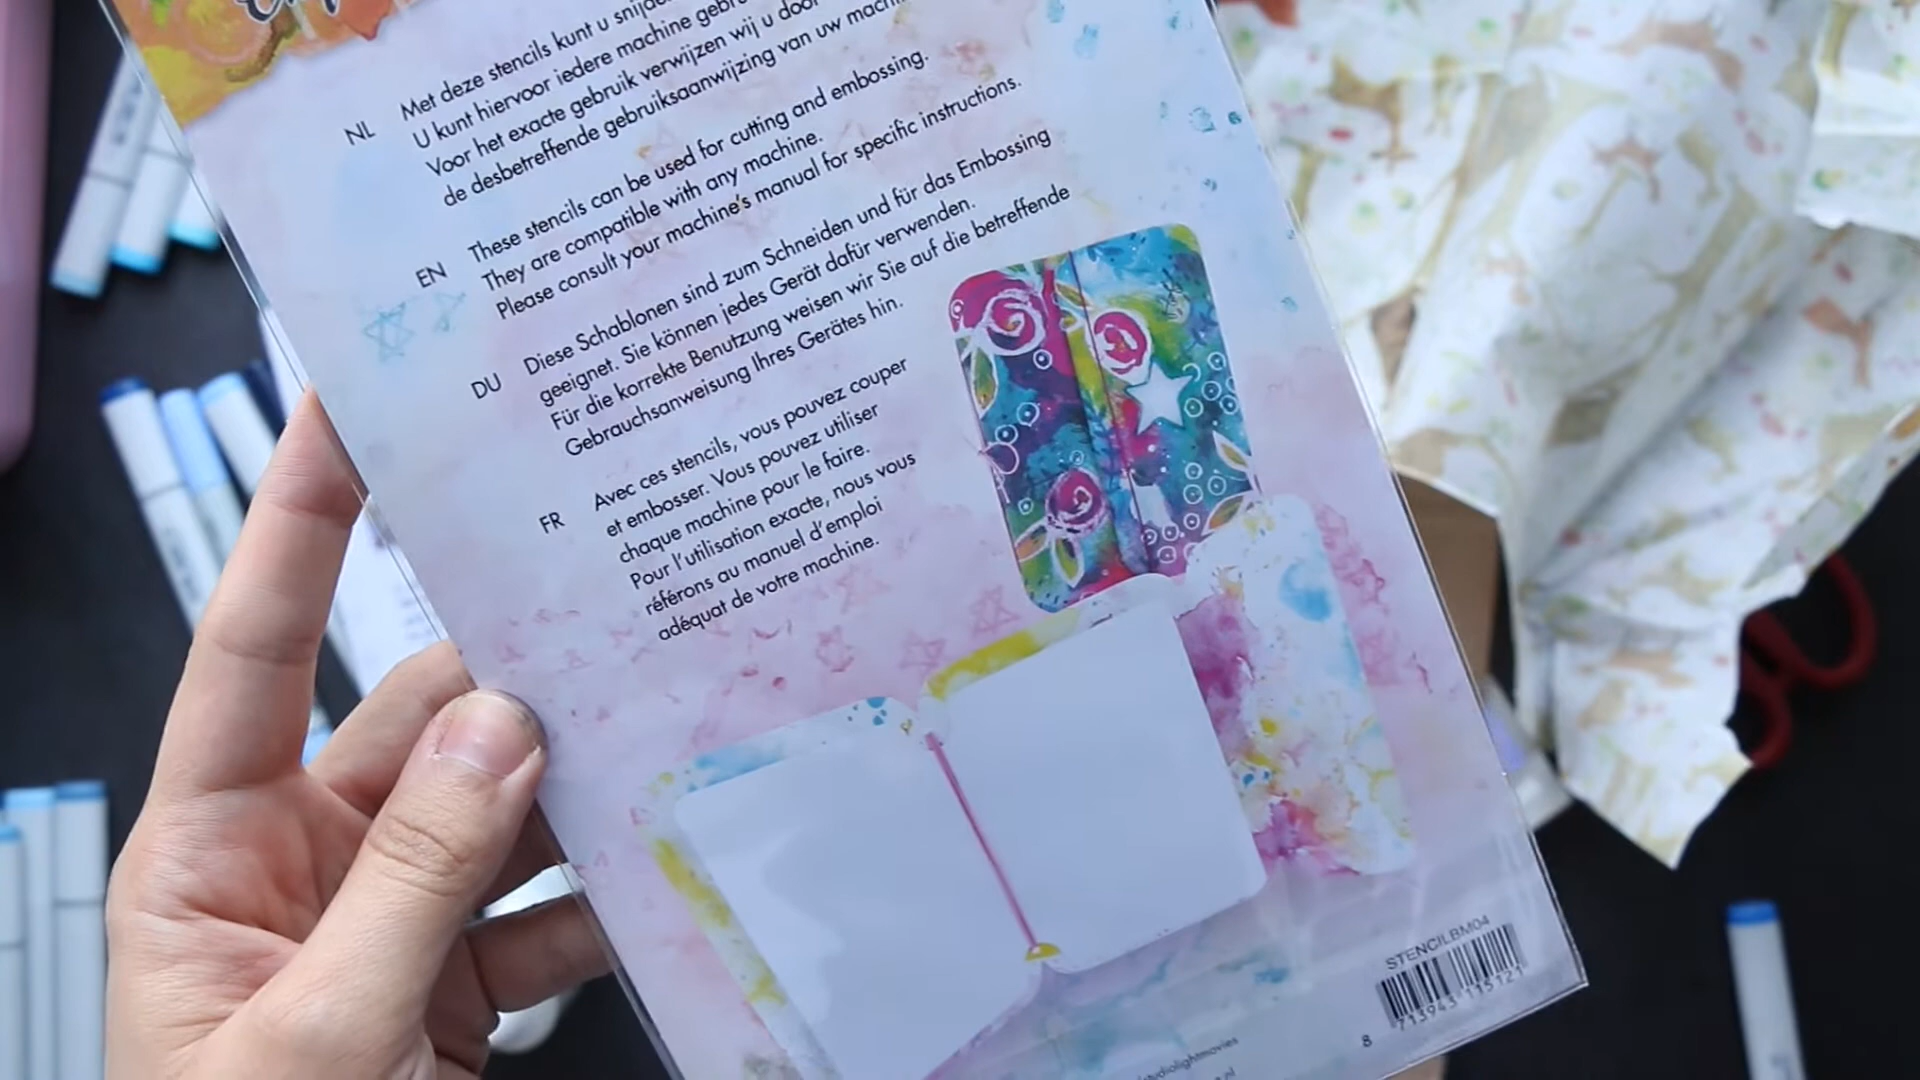 NL
Met deze stencils kunt u
U kunt hiervoor iedere machine
Voor het exacte gebruik verwijzen wij u door
de desbetreffende gebruiksaanwijzing van uw
EN
These stencils can be used for cutting and embossing.
They are compatible with any machine.
Please consult your machine's manual for specific instructions.
DU
Diese Schablonen sind zum Schneiden und für das Embossing
geeignet. Sie können jedes Gerät dafür verwenden.
Für die korrekte Benutzung weisen wir Sie auf die betreffende
Gebrauchsanweisung Ihres Gerätes hin.
FR
Avec ces stencils, vous pouvez couper
et embosser. Vous pouvez utiliser
chaque machine pour le faire.
Pour l'utilisation exacte, nous vous
référons au manuel d'emploi
adéquat de votre machine.
STENCILBM04
8 713943 115121
/studiolightmovies